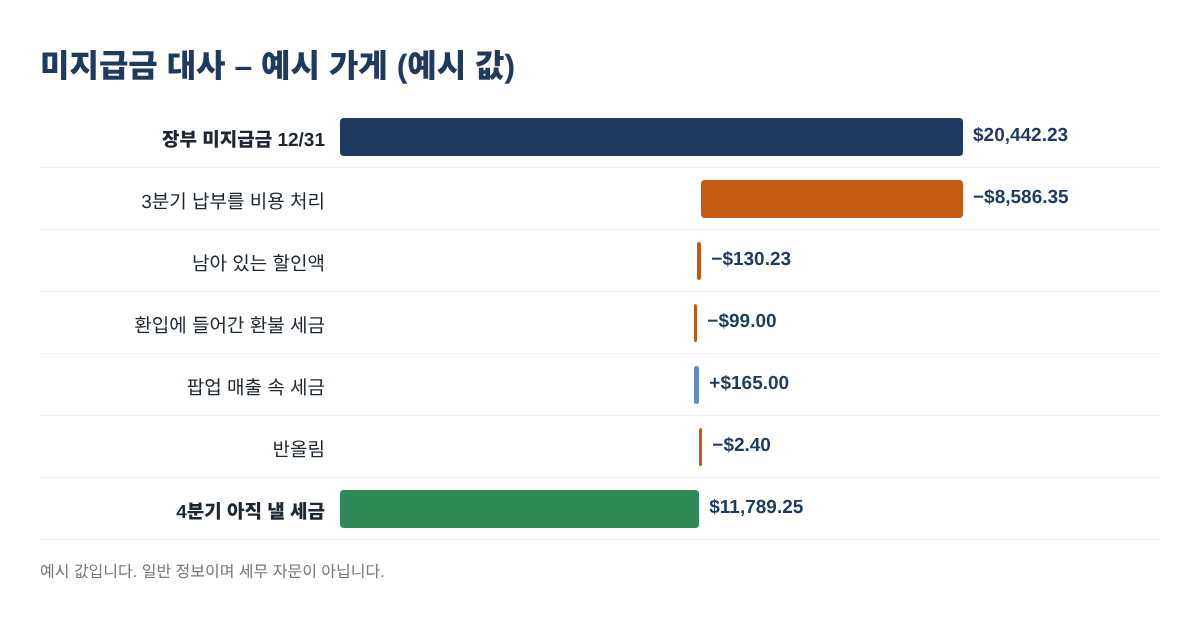 미지급금 대사 – 예시 가게 (예시 값)
장부 미지급금 12/31 $20,442.23
3분기 납부를 비용 처리 −$8,586.35
남아 있는 할인액 −$130.23
환입에 들어간 환불 세금 −$99.00
팝업 매출 속 세금 +$165.00
반올림 −$2.40
4분기 아직 낼 세금 $11,789.25
예시 값입니다. 일반 정보이며 세무 자문이 아닙니다.